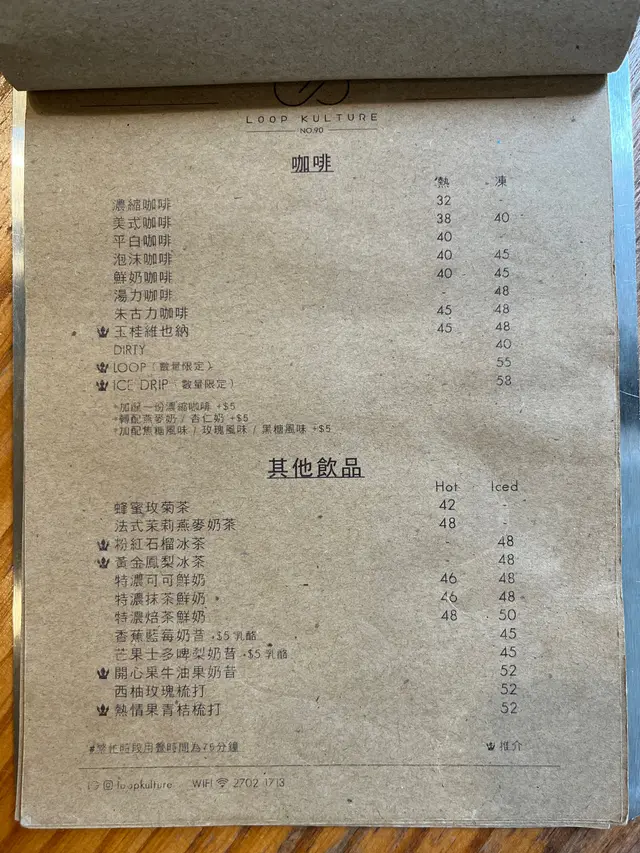 LOOP KULTURE
NO.90
咖啡
熱 凍
濃縮咖啡 32 -
美式咖啡 38 40
平白咖啡 40 -
泡沫咖啡 40 45
鮮奶咖啡 40 45
湯力咖啡 - 48
朱古力咖啡 45 48
玉桂維也納 45 48
DIRTY 40
LOOP（數量限定） 55
ICE DRIP（數量限定） 58
*加配一份濃縮咖啡 +$5
*轉配燕麥奶 / 杏仁奶 +$5
*加配焦糖風味 / 玫瑰風味 / 黑糖風味 +$5
其他飲品
Hot Iced
蜂蜜玫菊茶 42 -
法式茉莉燕麥奶茶 48 -
粉紅石榴冰茶 - 48
黃金鳳梨冰茶 - 48
特濃可可鮮奶 46 48
特濃抹茶鮮奶 46 48
特濃焙茶鮮奶 48 50
香蕉藍莓奶昔 +$5 乳酪 45
芒果士多啤梨奶昔 +$5 乳酪 45
開心果牛油果奶昔 52
西柚玫瑰梳打 52
熱情果青桔梳打 52
#繁忙時段用餐時間為75分鐘 推介
loopkulture WIFI 2702 1713